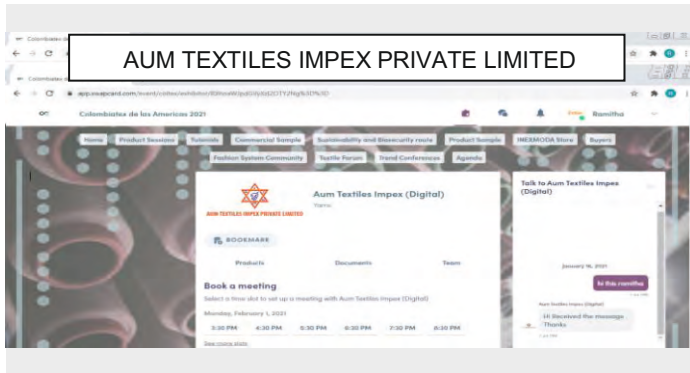 AUM TEXTILES IMPEX PRIVATE LIMITED
Colombiatex de las Americas 2021
Ramitha
Home Product Sessions Tutorials Commercial Sample Sustainability and Biosecurity route Product Sample INEXMODA Store Buyers
Fashion System Community Textile Forum Trend Conferences Agenda
AUM TEXTILES IMPEX PRIVATE LIMITED
Aum Textiles Impex (Digital)
Yarns
BOOKMARK
Products Documents Team
Book a meeting
Select a time slot to set up a meeting with Aum Textiles Impex (Digital)
Monday, February 1, 2021
3:30 PM 4:30 PM 5:30 PM 6:30 PM 7:30 PM 8:30 PM
See more slots
Talk to Aum Textiles Impex
(Digital)
January 16, 2021
hi this ramitha
Aum Textiles Impex (Digital)
Hi Received the message
Thanks